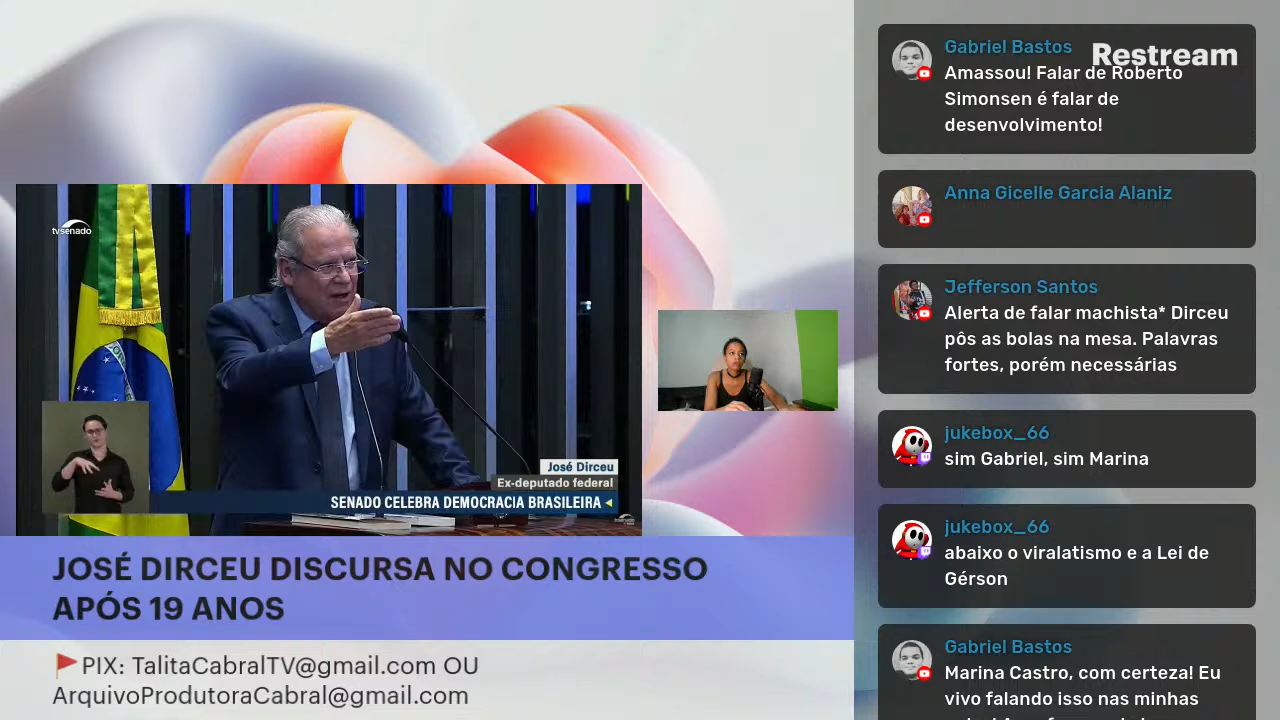 tvsenado
José Dirceu
Ex-deputado federal
SENADO CELEBRA DEMOCRACIA BRASILEIRA
JOSÉ DIRCEU DISCURSA NO CONGRESSO
APÓS 19 ANOS
PIX: TalitaCabralTV@gmail.com OU
ArquivoProdutoraCabral@gmail.com
Restream
Gabriel Bastos
Amassou! Falar de Roberto
Simonsen é falar de
desenvolvimento!
Anna Gicelle Garcia Alaniz
Jefferson Santos
Alerta de falar machista* Dirceu
pôs as bolas na mesa. Palavras
fortes, porém necessárias
jukebox_66
sim Gabriel, sim Marina
jukebox_66
abaixo o viralatismo e a Lei de
Gérson
Gabriel Bastos
Marina Castro, com certeza! Eu
vivo falando isso nas minhas